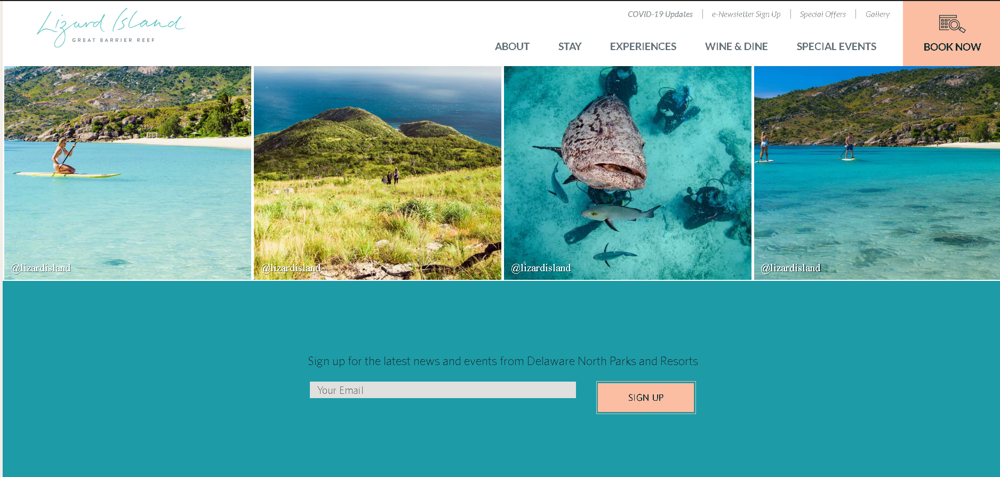 Lizard Island
GREAT BARRIER REEF
COVID-19 Updates
e-Newsletter Sign Up
Special Offers
Gallery
ABOUT
STAY
EXPERIENCES
WINE & DINE
SPECIAL EVENTS
BOOK NOW
@lizardisland
@lizardisland
@lizardisland
@lizardisland
Sign up for the latest news and events from Delaware North Parks and Resorts
Your Email
SIGN UP